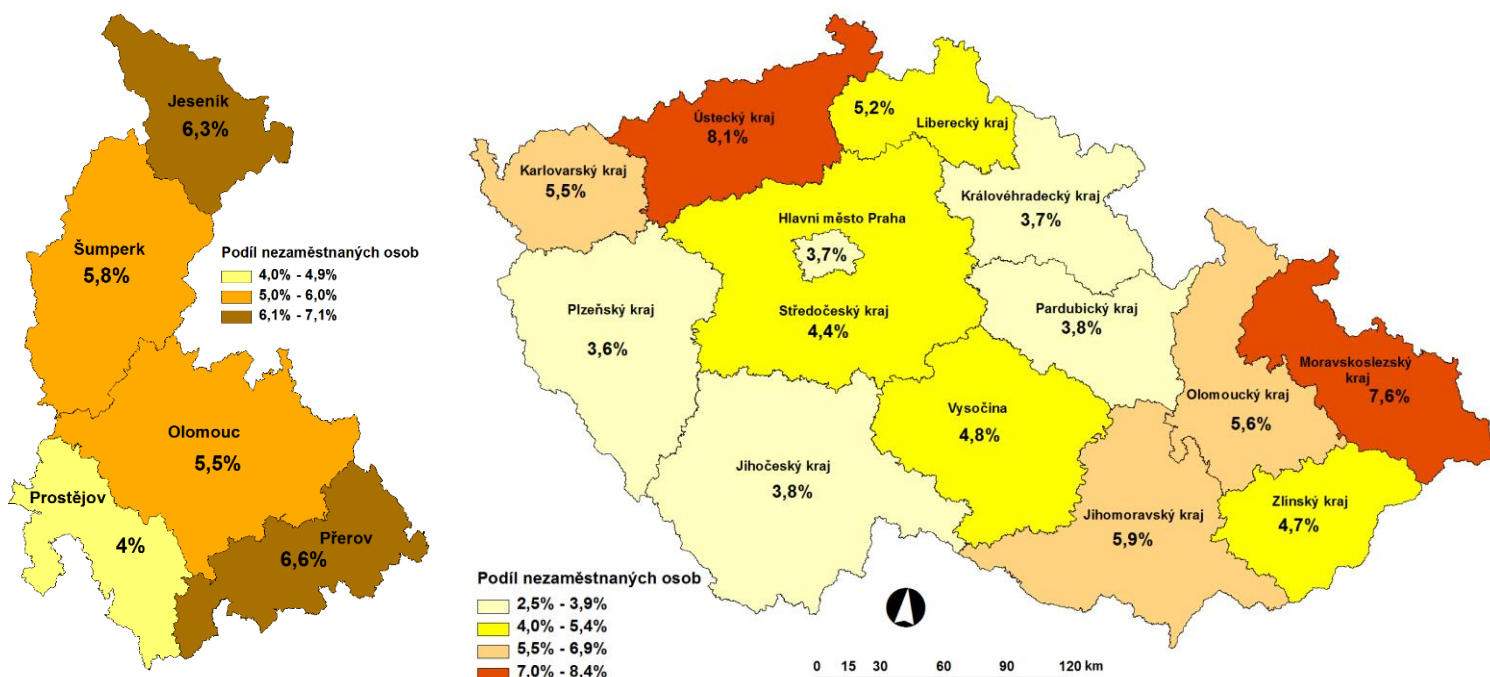 Jeseník
6,3%
Šumperk
5,8%
Podíl nezaměstnaných osob
4,0% - 4,9%
5,0% - 6,0%
6,1% - 7,1%
Olomouc
5,5%
Prostějov
4%
Přerov
6,6%
Ústecký kraj
8,1%
5,2%
Liberecký kraj
Karlovarský kraj
5,5%
Královéhradecký kraj
3,7%
Hlavní město Praha
3,7%
Plzeňský kraj
3,6%
Středočeský kraj
4,4%
Pardubický kraj
3,8%
Moravskoslezský
kraj
7,6%
Olomoucký kraj
5,6%
Vysočina
4,8%
Jihočeský kraj
3,8%
Jihomoravský kraj
5,9%
Zlínský kraj
4,7%
Podíl nezaměstnaných osob
2,5% - 3,9%
4,0% - 5,4%
5,5% - 6,9%
7,0% - 8,4%
0 15 30 60 90 120 km